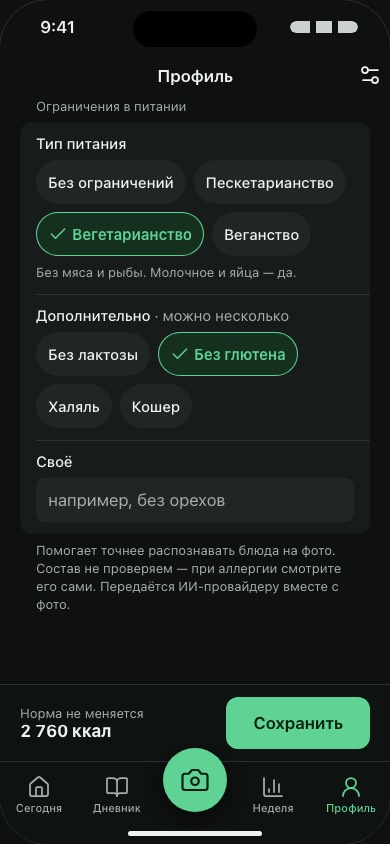 9:41
Профиль
Ограничения в питании
Тип питания
Без ограничений
Пескетарианство
Вегетарианство
Веганство
Без мяса и рыбы. Молочное и яйца — да.
Дополнительно · можно несколько
Без лактозы
Без глютена
Халяль
Кошер
Своё
например, без орехов
Помогает точнее распознавать блюда на фото.
Состав не проверяем — при аллергии смотрите
его сами. Передаётся ИИ-провайдеру вместе с
фото.
Норма не меняется
2 760 ккал
Сохранить
Сегодня
Дневник
Неделя
Профиль